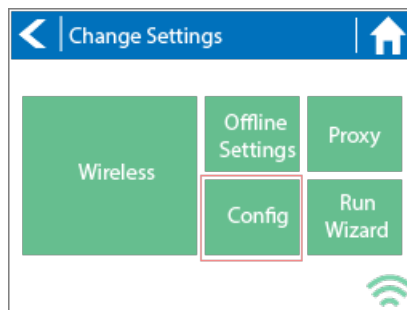 Change Settings
Wireless
Offline
Settings
Proxy
Config
Run
Wizard